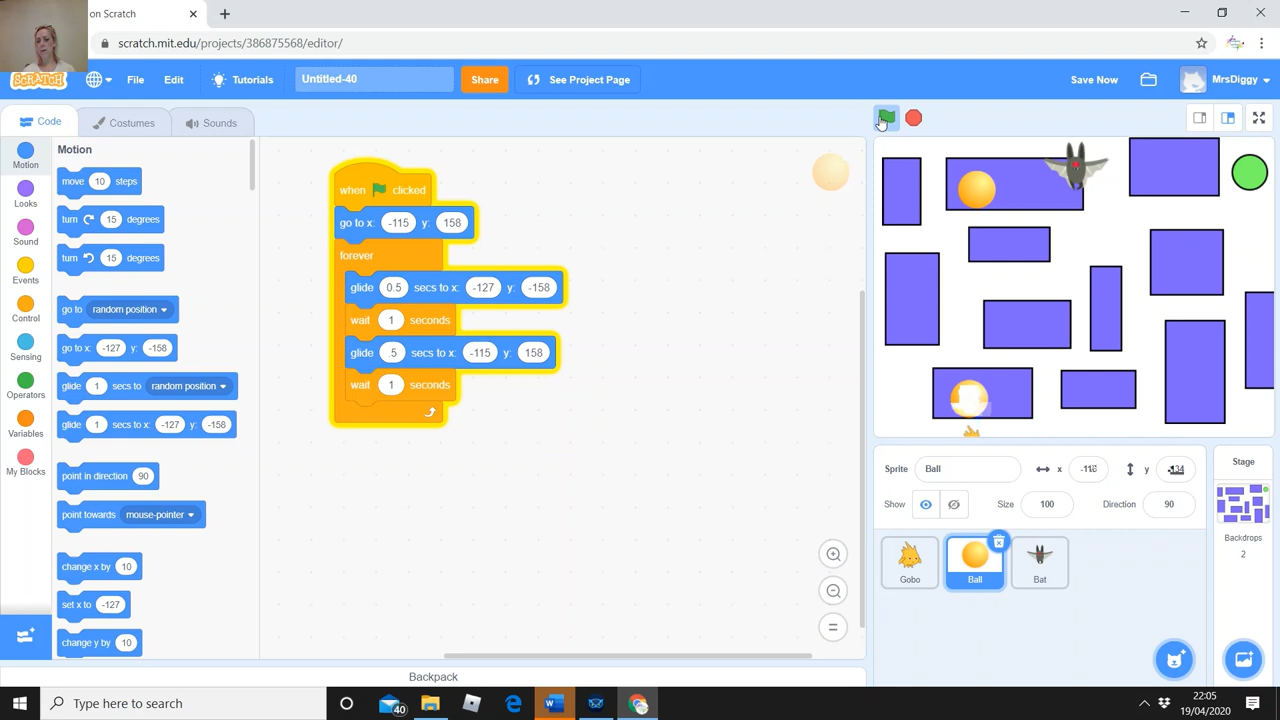 on Scratch
scratch.mit.edu/projects/386875568/editor/
SCRATCH
File
Edit
Tutorials
Untitled-40
Share
See Project Page
Save Now
MrsDiggy
Code
Costumes
Sounds
Motion
Looks
Sound
Events
Control
Sensing
Operators
Variables
My Blocks
Motion
move 10 steps
turn 15 degrees
turn 15 degrees
go to random position
go to x: -127 y: -158
glide 1 secs to random position
glide 1 secs to x: -127 y: -158
point in direction 90
point towards mouse-pointer
change x by 10
set x to -127
change y by 10
when clicked
go to x: -115 y: 158
forever
glide 0.5 secs to x: -127 y: -158
wait 1 seconds
glide .5 secs to x: -115 y: 158
wait 1 seconds
Backpack
Sprite Ball x y
Show Size 100 Direction 90
Gobo
Ball
Bat
Stage
Backdrops
2
Type here to search
40
22:05
19/04/2020